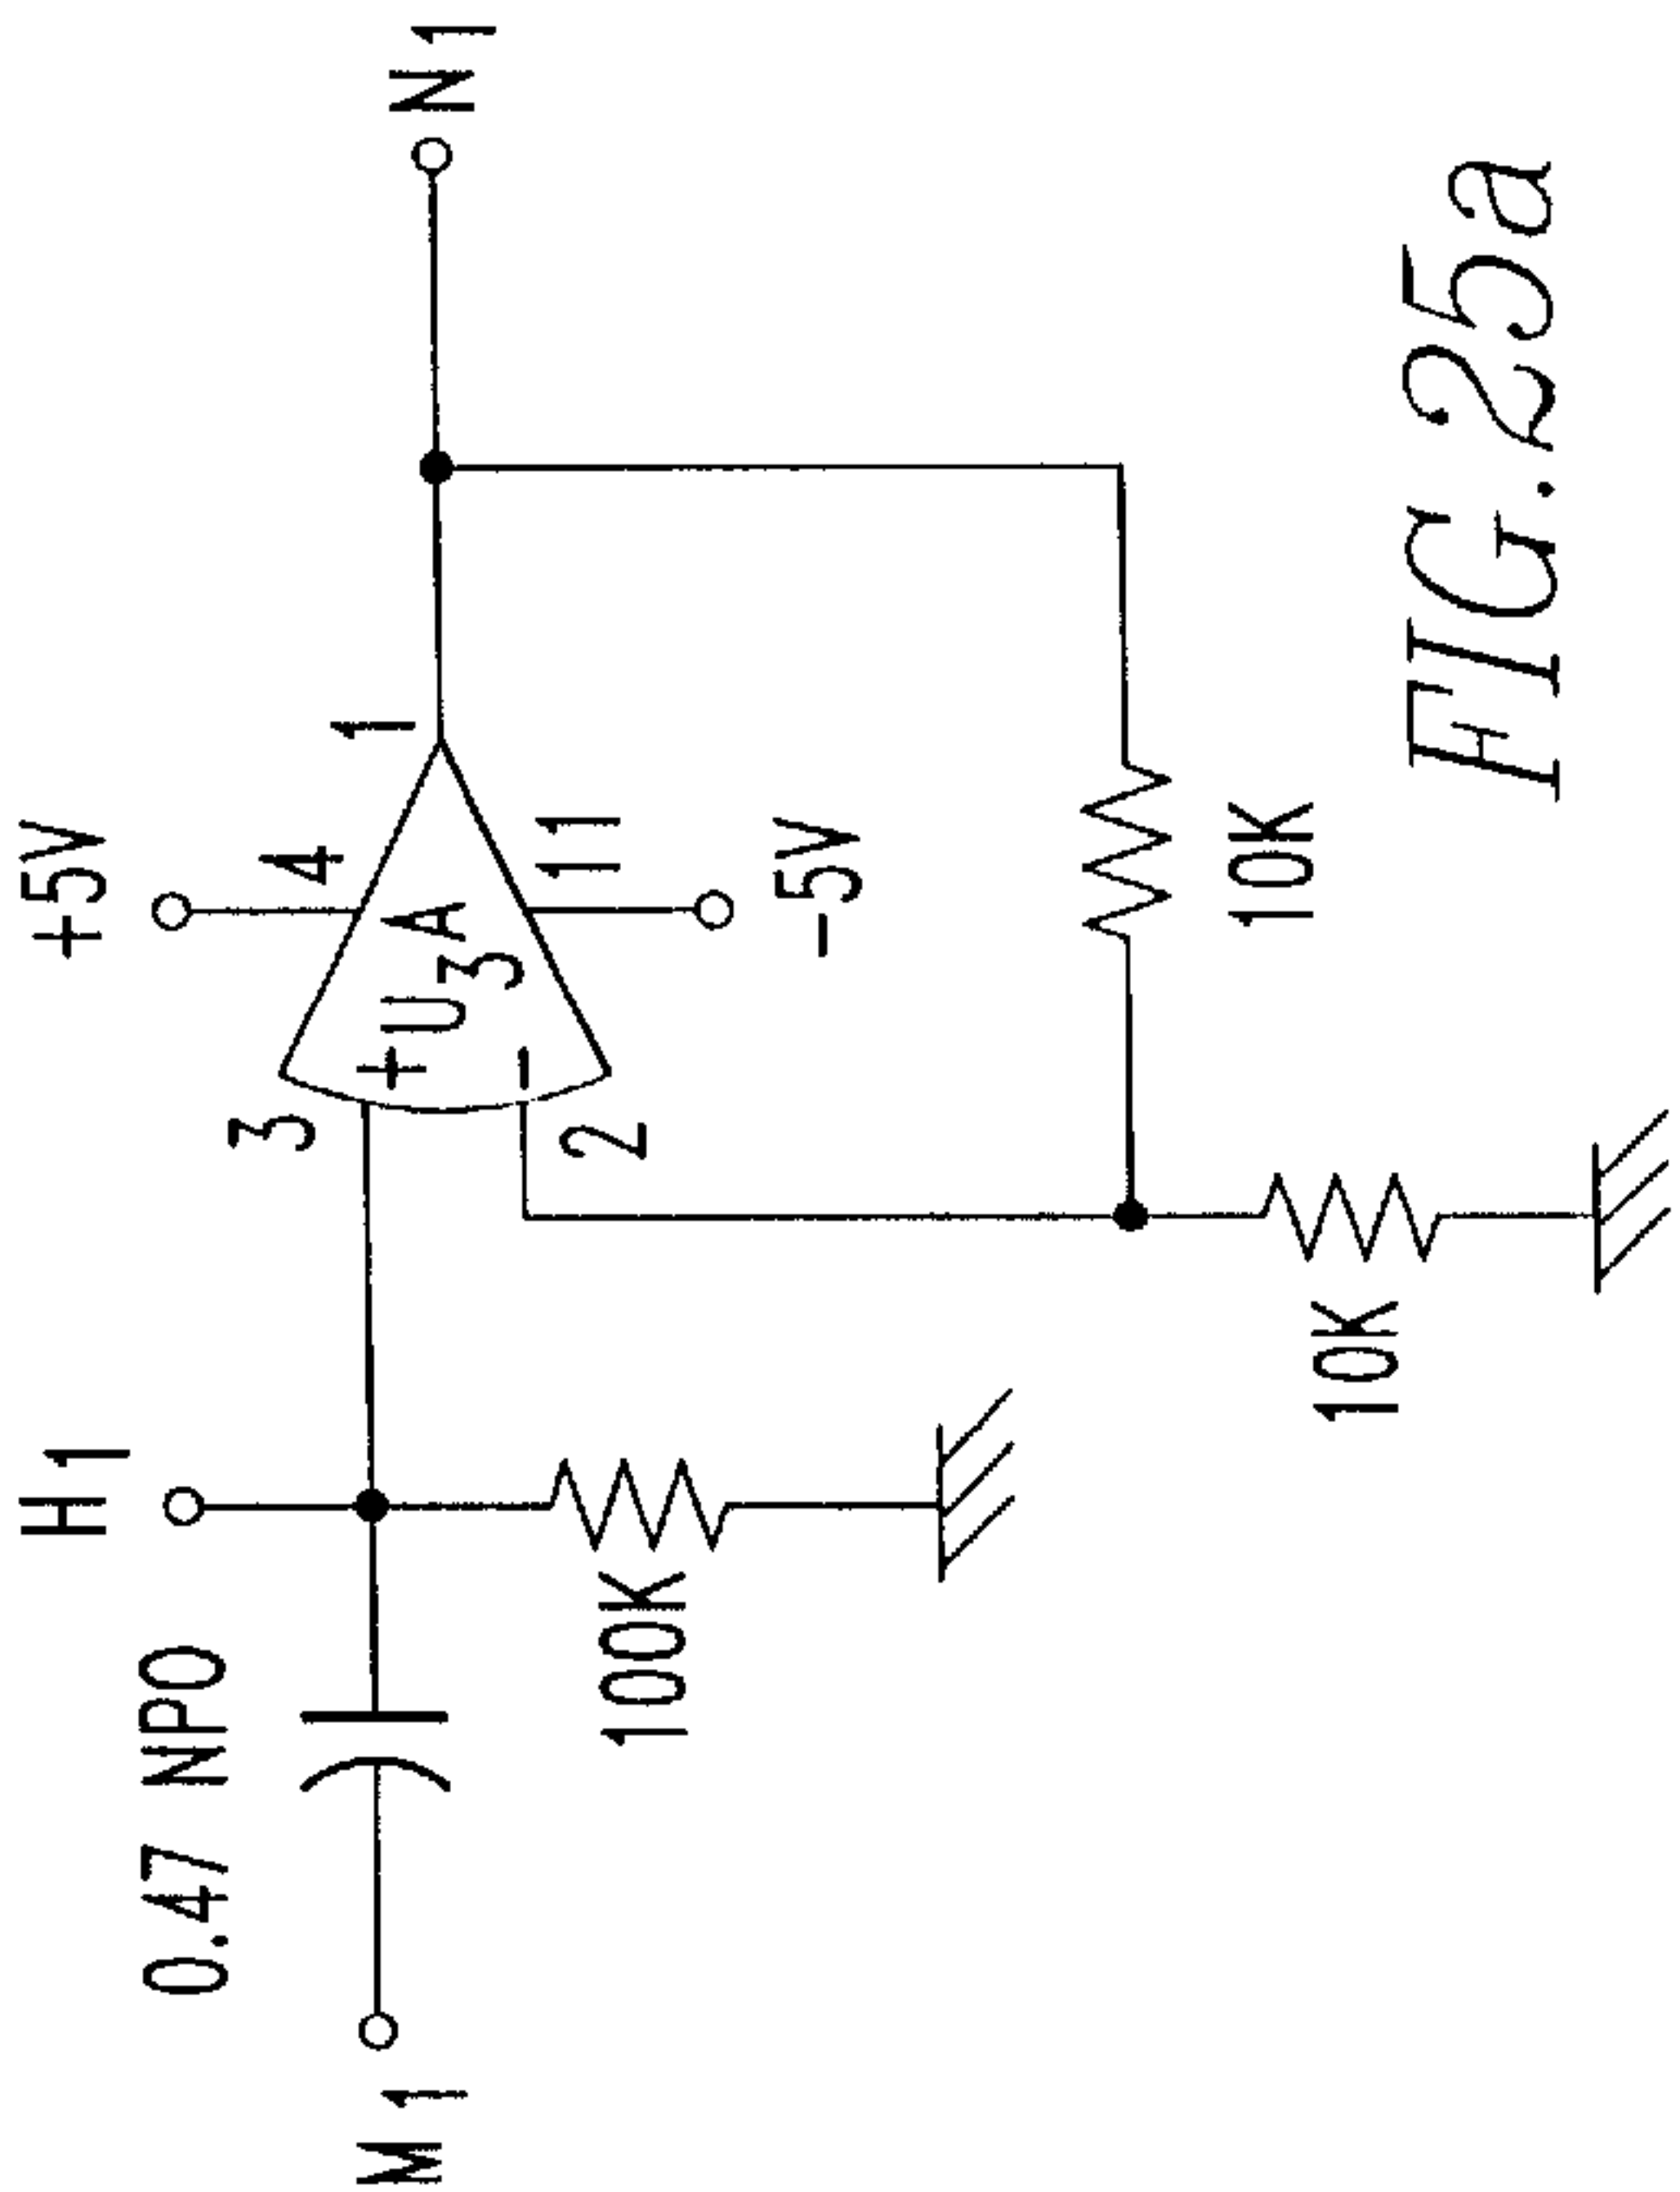 +5V
H1
4
0.47 NPO
3
1
M1
+
U3A
N1
-
2
11
100K
-5V
10K
10K
FIG. 25a